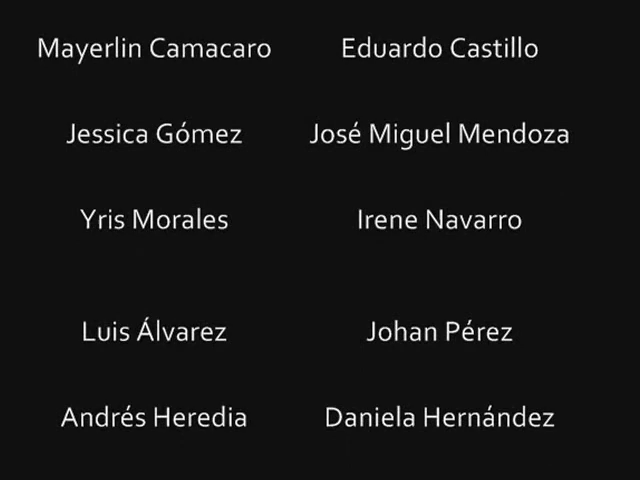 Mayerlin Camacaro
Eduardo Castillo
Jessica Gómez
José Miguel Mendoza
Yris Morales
Irene Navarro
Luis Álvarez
Johan Pérez
Andrés Heredia
Daniela Hernández